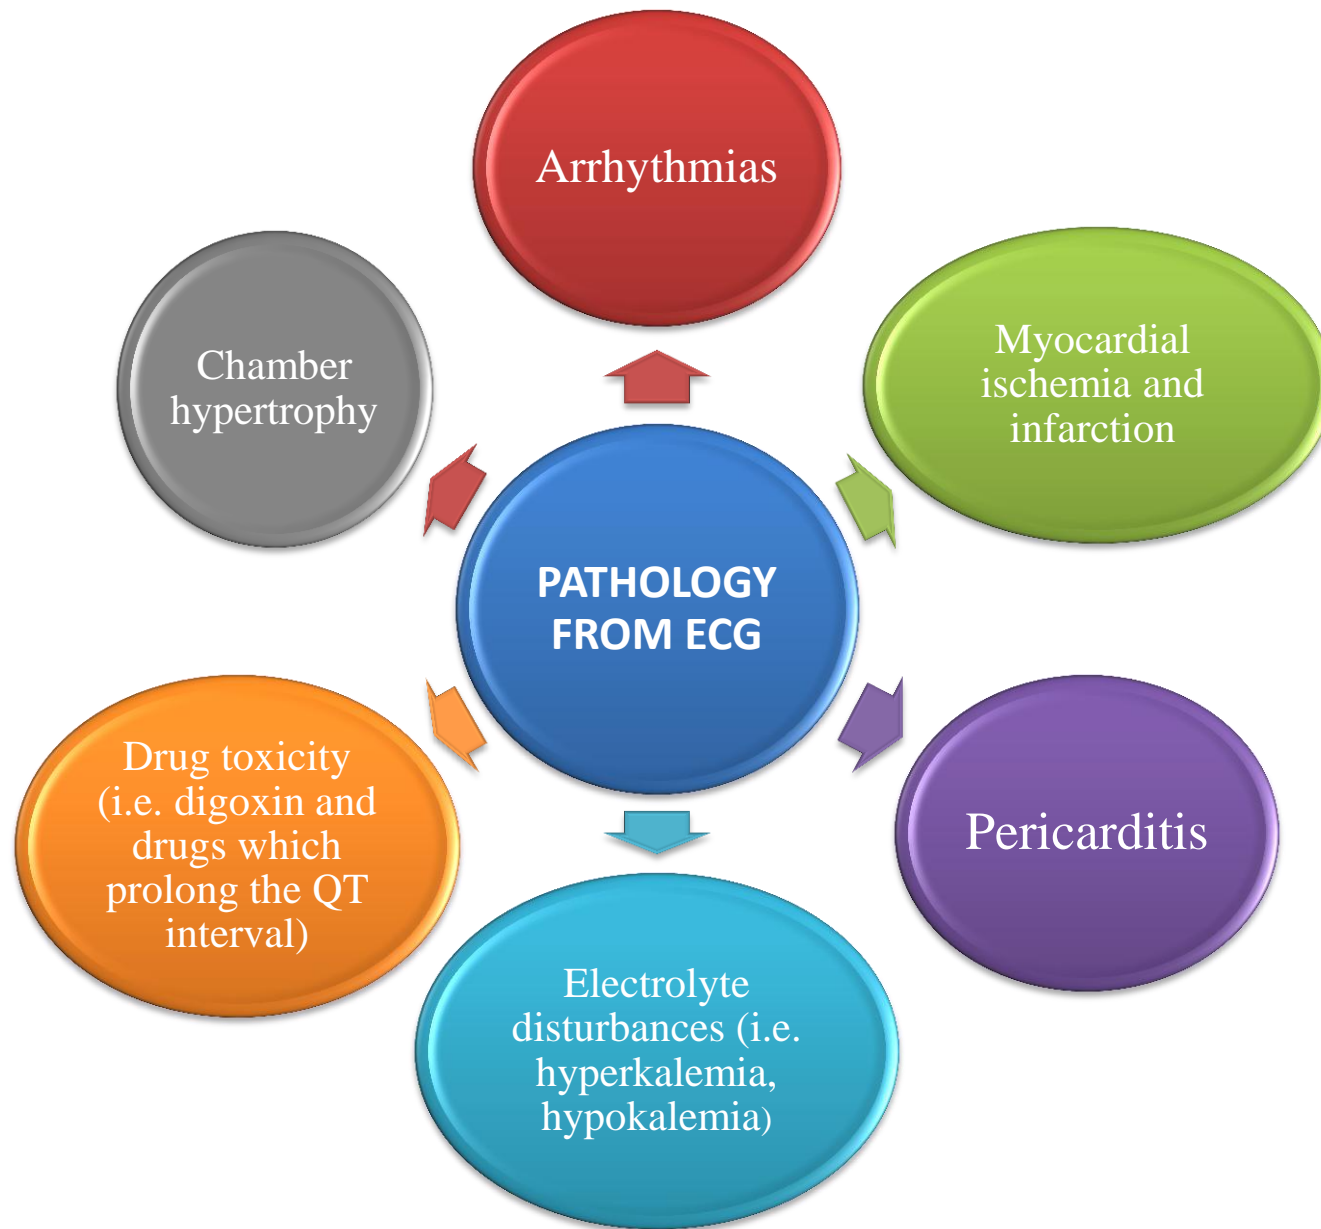 Arrhythmias
Myocardial
ischemia and
infarction
Chamber
hypertrophy
PATHOLOGY
FROM ECG
Drug toxicity
(i.e. digoxin and
drugs which
prolong the QT
interval)
Pericarditis
Electrolyte
disturbances (i.e.
hyperkalemia,
hypokalemia)